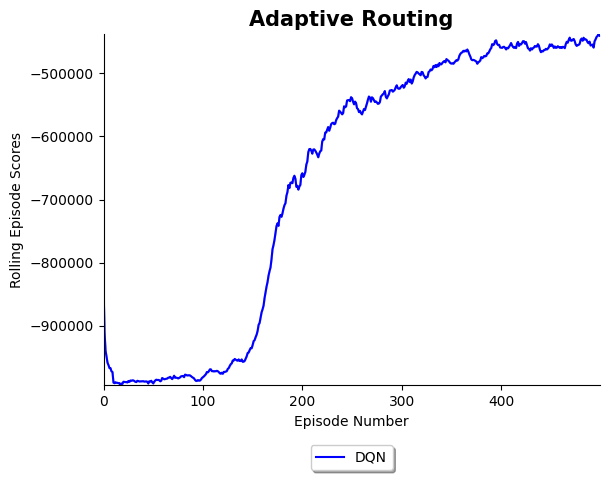 Adaptive Routing
Rolling Episode Scores
−500000
−600000
−700000
−800000
−900000
0
100
200
300
400
Episode Number
DQN